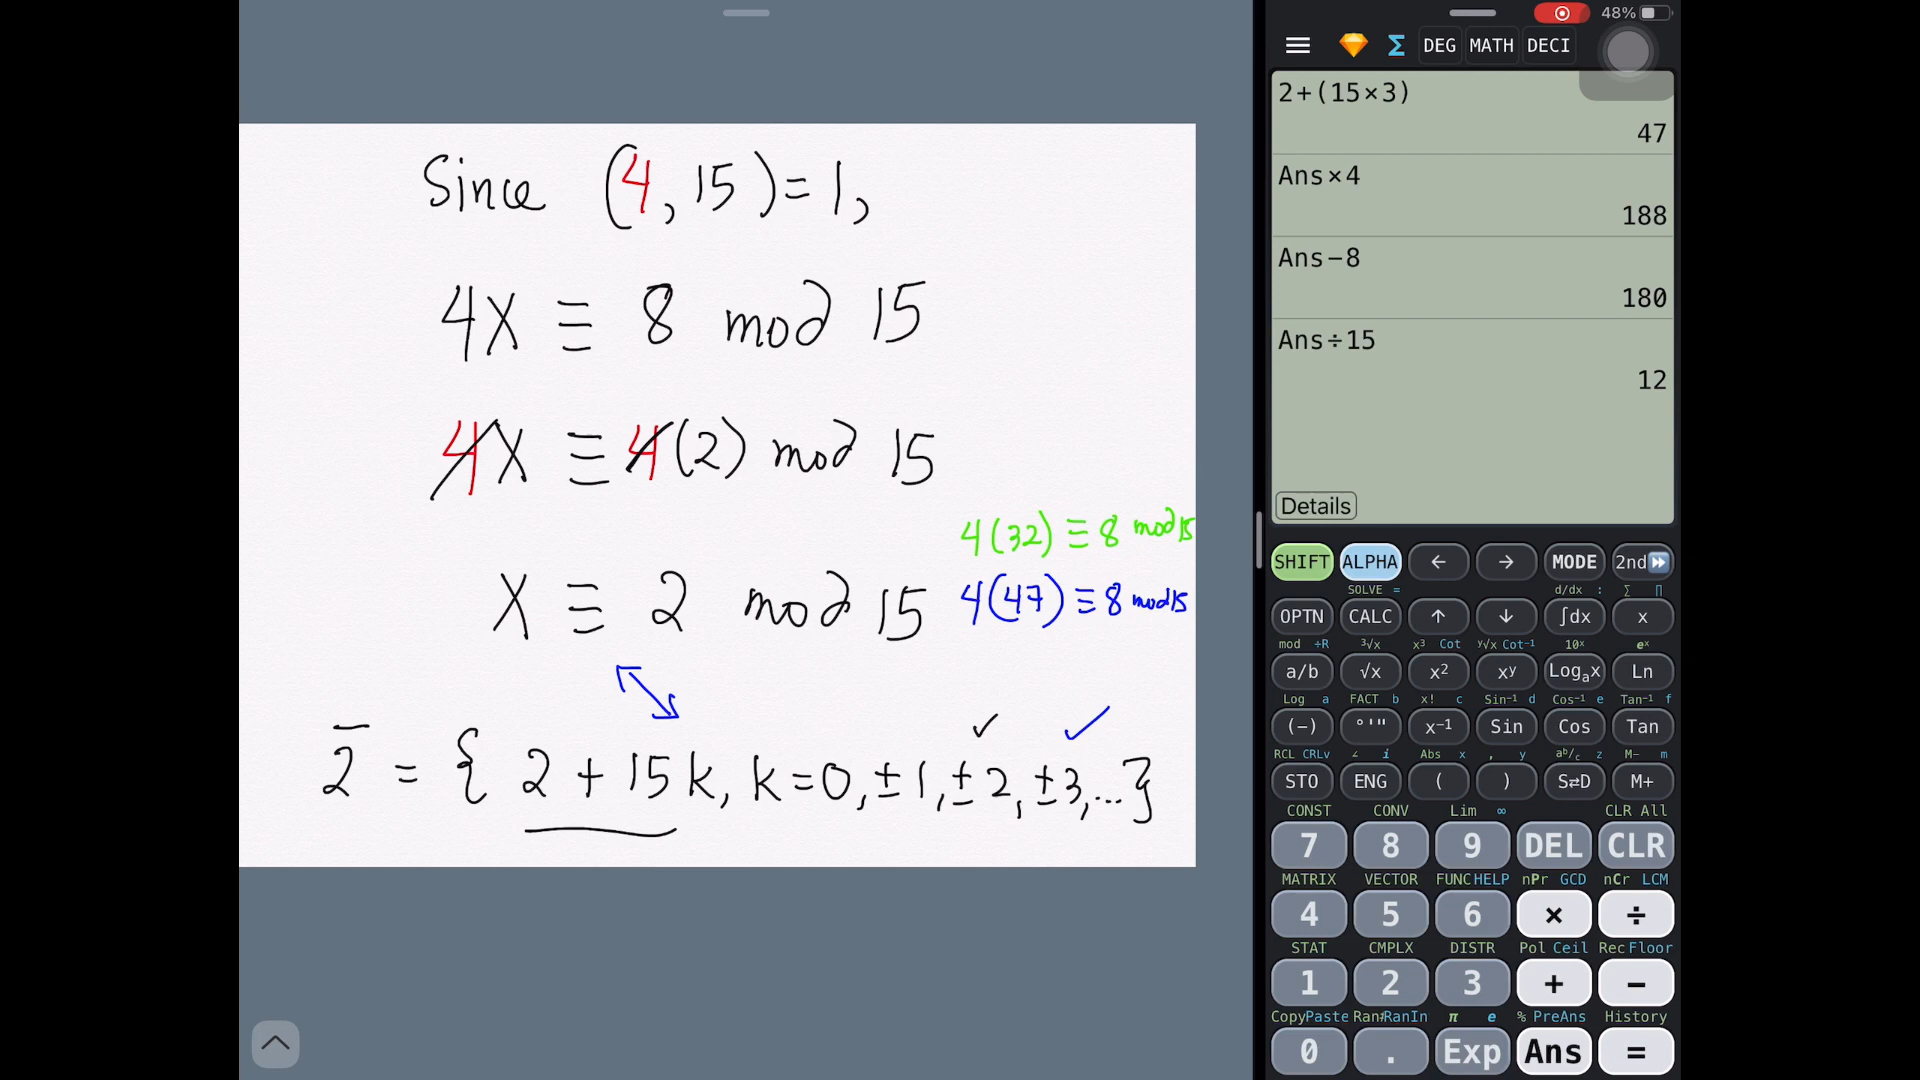 Since (4, 15) = 1,
4X ≡ 8 mod 15
4X ≡ 4(2) mod 15
4(32) ≡ 8 mod 15
X ≡ 2 mod 15
4(47) ≡ 8 mod 15
2̅ = { 2 + 15k, k = 0, ±1, ±2, ±3, ...}
48%
Σ DEG MATH DECI
2+(15×3)
47
Ans×4
188
Ans−8
180
Ans÷15
12
Details
SHIFT ALPHA ← → MODE 2nd
SOLVE = d/dx : ∑ ∏
OPTN CALC ↑ ↓ ∫dx x
mod ÷R ³√x x³ Cot ʸ√x Cot⁻¹ 10ˣ eˣ
a/b √x x² xʸ Logₐx Ln
Log a FACT b x! c Sin⁻¹ d Cos⁻¹ e Tan⁻¹ f
(−) °'" x⁻¹ Sin Cos Tan
RCL CRLv ∠ i Abs x , y aᵇ/c z M− m
STO ENG ( ) S⇄D M+
CONST CONV Lim ∞ CLR All
7 8 9 DEL CLR
MATRIX VECTOR FUNC HELP nPr GCD nCr LCM
4 5 6 × ÷
STAT CMPLX DISTR Pol Ceil Rec Floor
1 2 3 + −
Copy Paste Ran# RanIn π e % PreAns History
0 . Exp Ans =